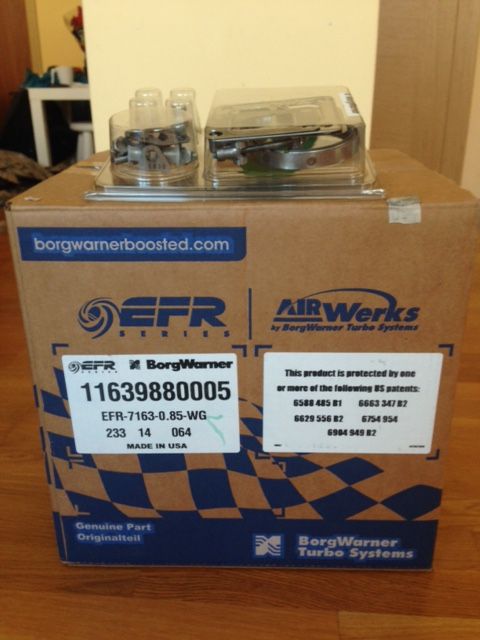 borgwarnerboosted.com
EFR
SERIES
AIRWerks
by BorgWarner Turbo Systems
EFR
SERIES
BorgWarner
11639880005
EFR-7163-0.85-WG
233 14 064
MADE IN USA
This product is protected by one
or more of the following US patents:
6588 485 B1 6663 347 B2
6629 556 B2 6754 954
6904 949 B2
Genuine Part
Originalteil
BorgWarner
Turbo Systems